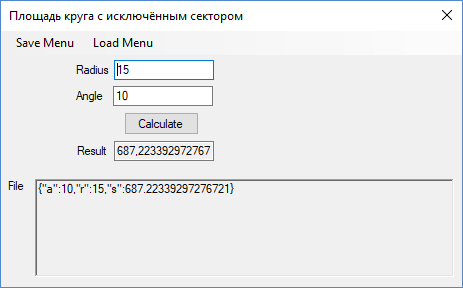 Площадь круга с исключённым сектором
Save Menu Load Menu
Radius 15
Angle 10
Calculate
Result 687,223392972767
File {"a":10,"r":15,"s":687.22339297276721}